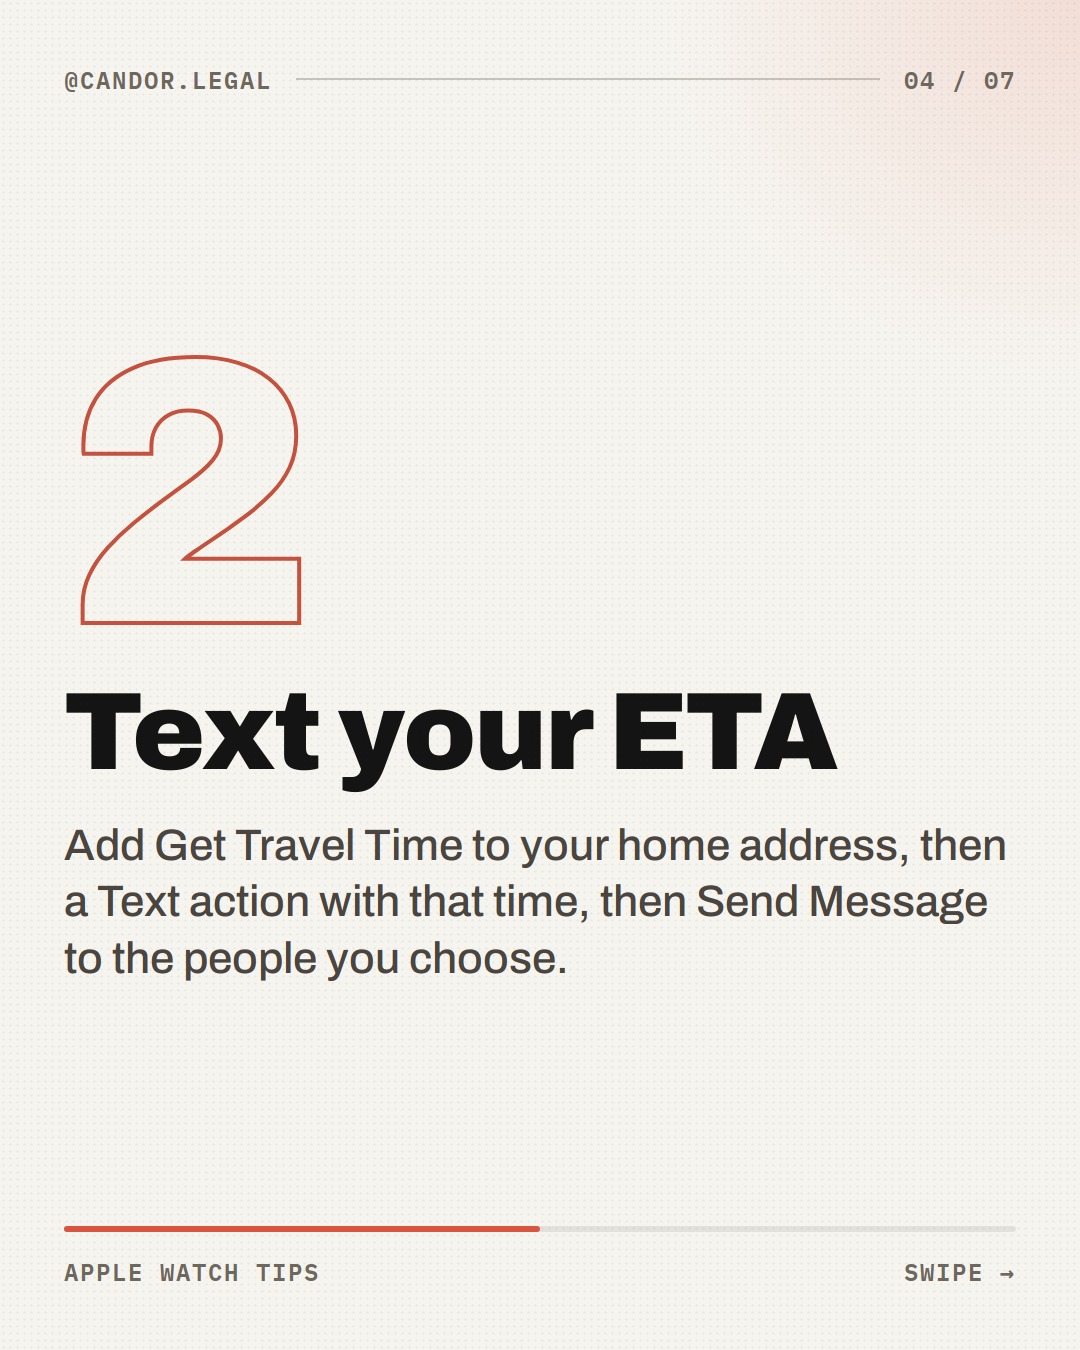 @CANDOR.LEGAL
04 / 07
2
Text your ETA
Add Get Travel Time to your home address, then
a Text action with that time, then Send Message
to the people you choose.
APPLE WATCH TIPS
SWIPE →